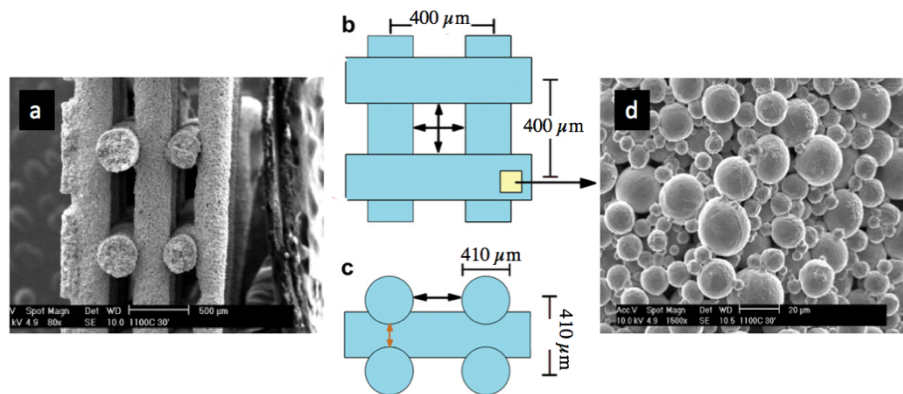 a
V Spot Magn Det WD 500 µm
kV 4.9 80x SE 10.0 1100C 30'
b
400 µm
400 µm
c
410 µm
410 µm
d
Acc.V Spot Magn Det WD 20 µm
10.0 kV 4.9 1500x SE 10.5 1100C 30'